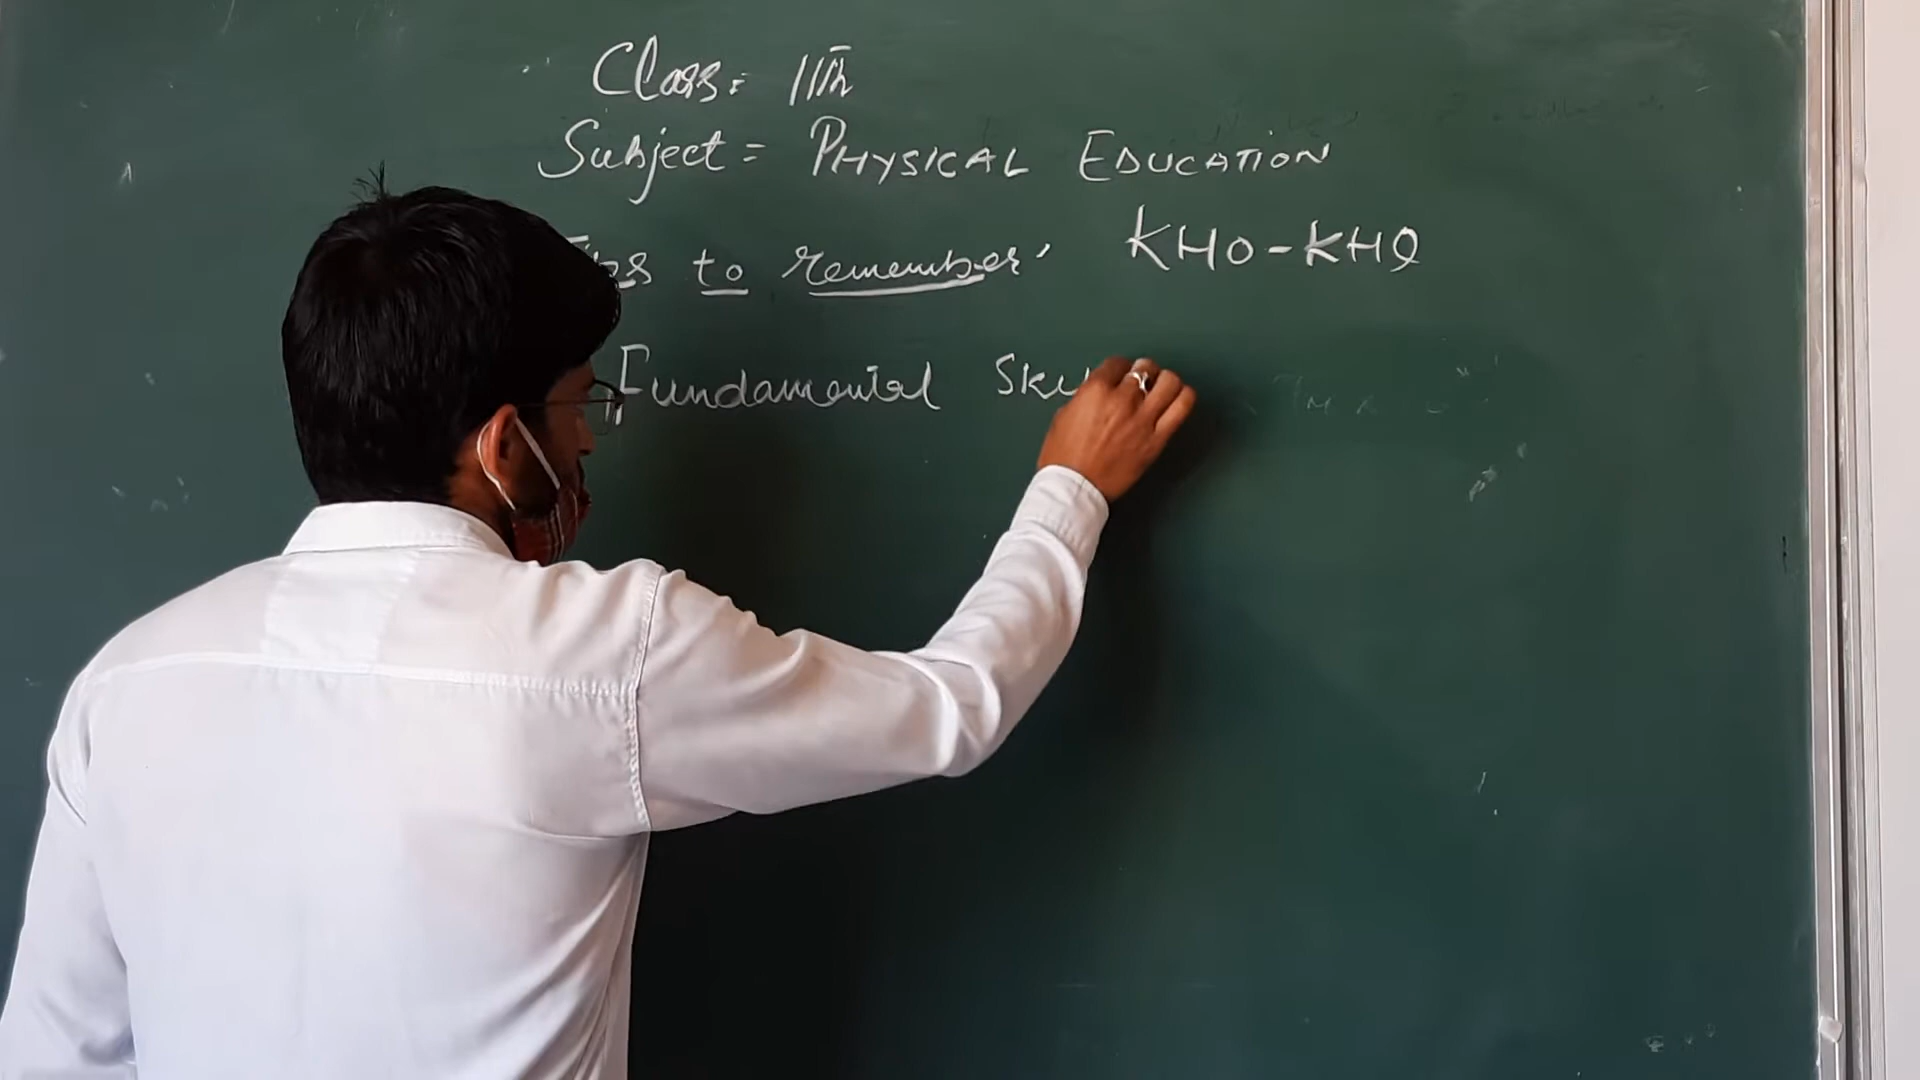 Class: 11th
Subject = PHYSICAL EDUCATION
to remember' KHO-KHO
Fundamental